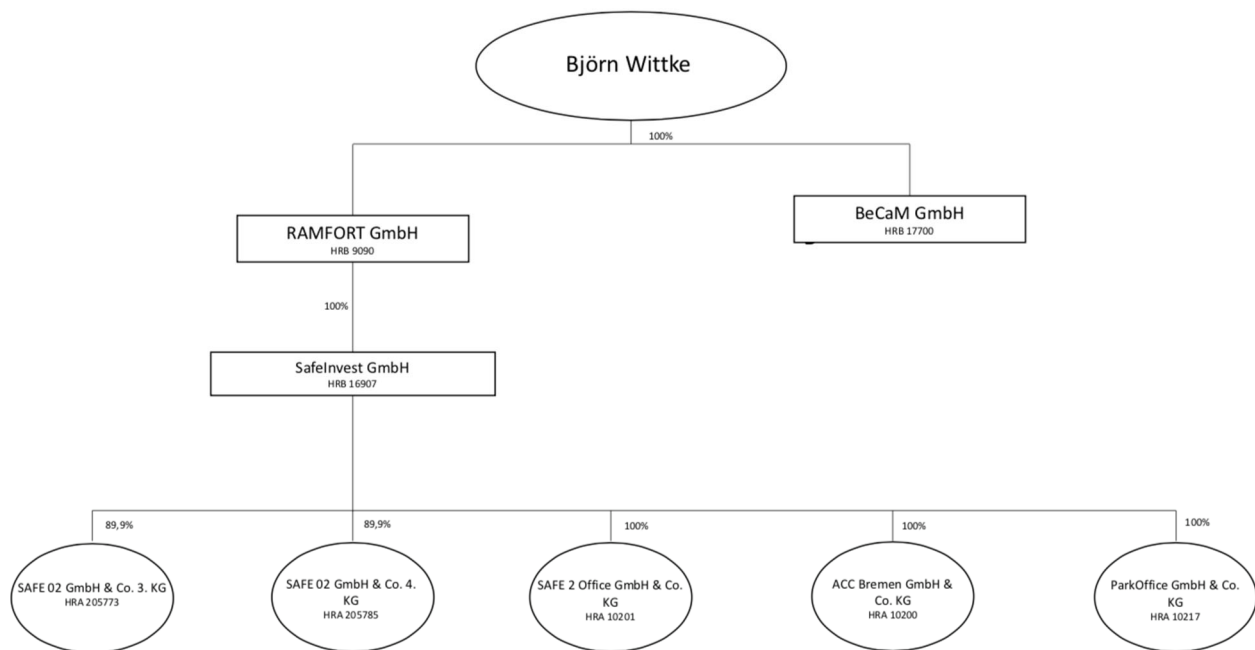 Björn Wittke
100%
RAMFORT GmbH
HRB 9090
BeCaM GmbH
HRB 17700
100%
SafeInvest GmbH
HRB 16907
89,9%
89,9%
100%
100%
100%
SAFE 02 GmbH & Co. 3. KG
HRA 205773
SAFE 02 GmbH & Co. 4.
KG
HRA 205785
SAFE 2 Office GmbH & Co.
KG
HRA 10201
ACC Bremen GmbH &
Co. KG
HRA 10200
ParkOffice GmbH & Co.
KG
HRA 10217